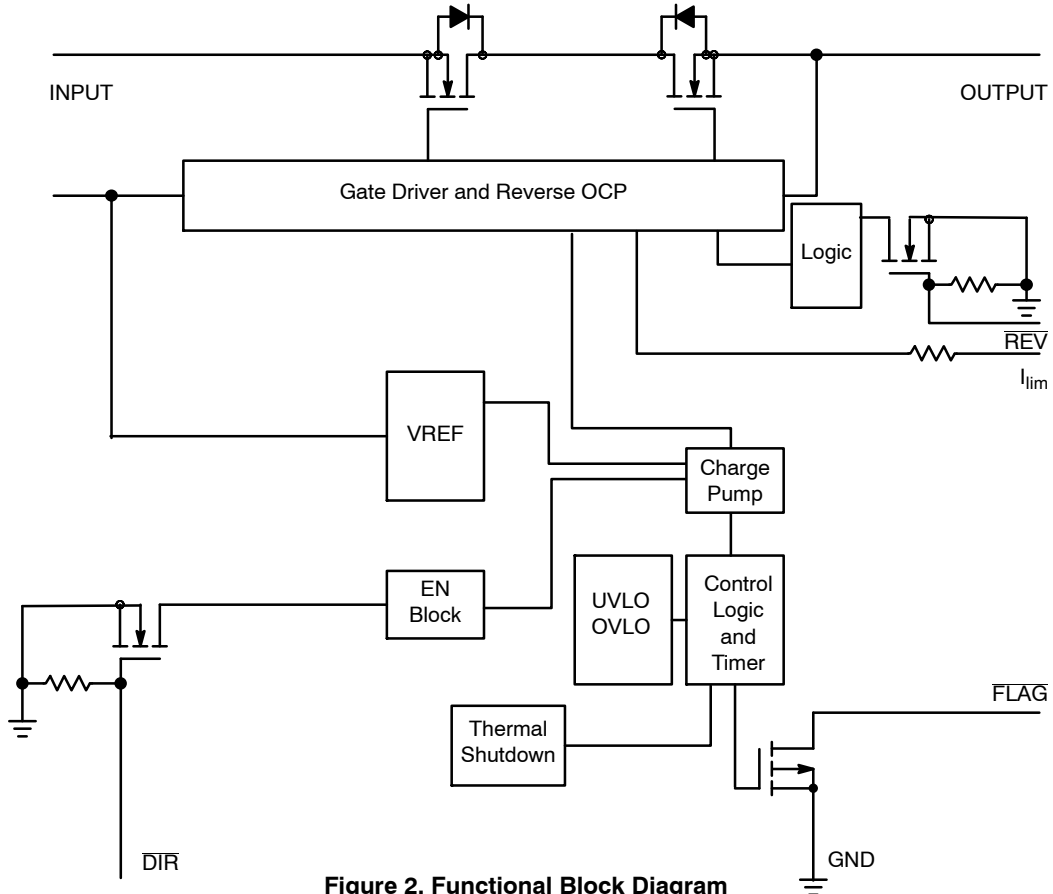 INPUT
OUTPUT
Gate Driver and Reverse OCP
Logic
REV
Ilim
VREF
Charge
Pump
EN
Block
UVLO
OVLO
Control
Logic
and
Timer
FLAG
Thermal
Shutdown
DIR
GND
Figure 2. Functional Block Diagram